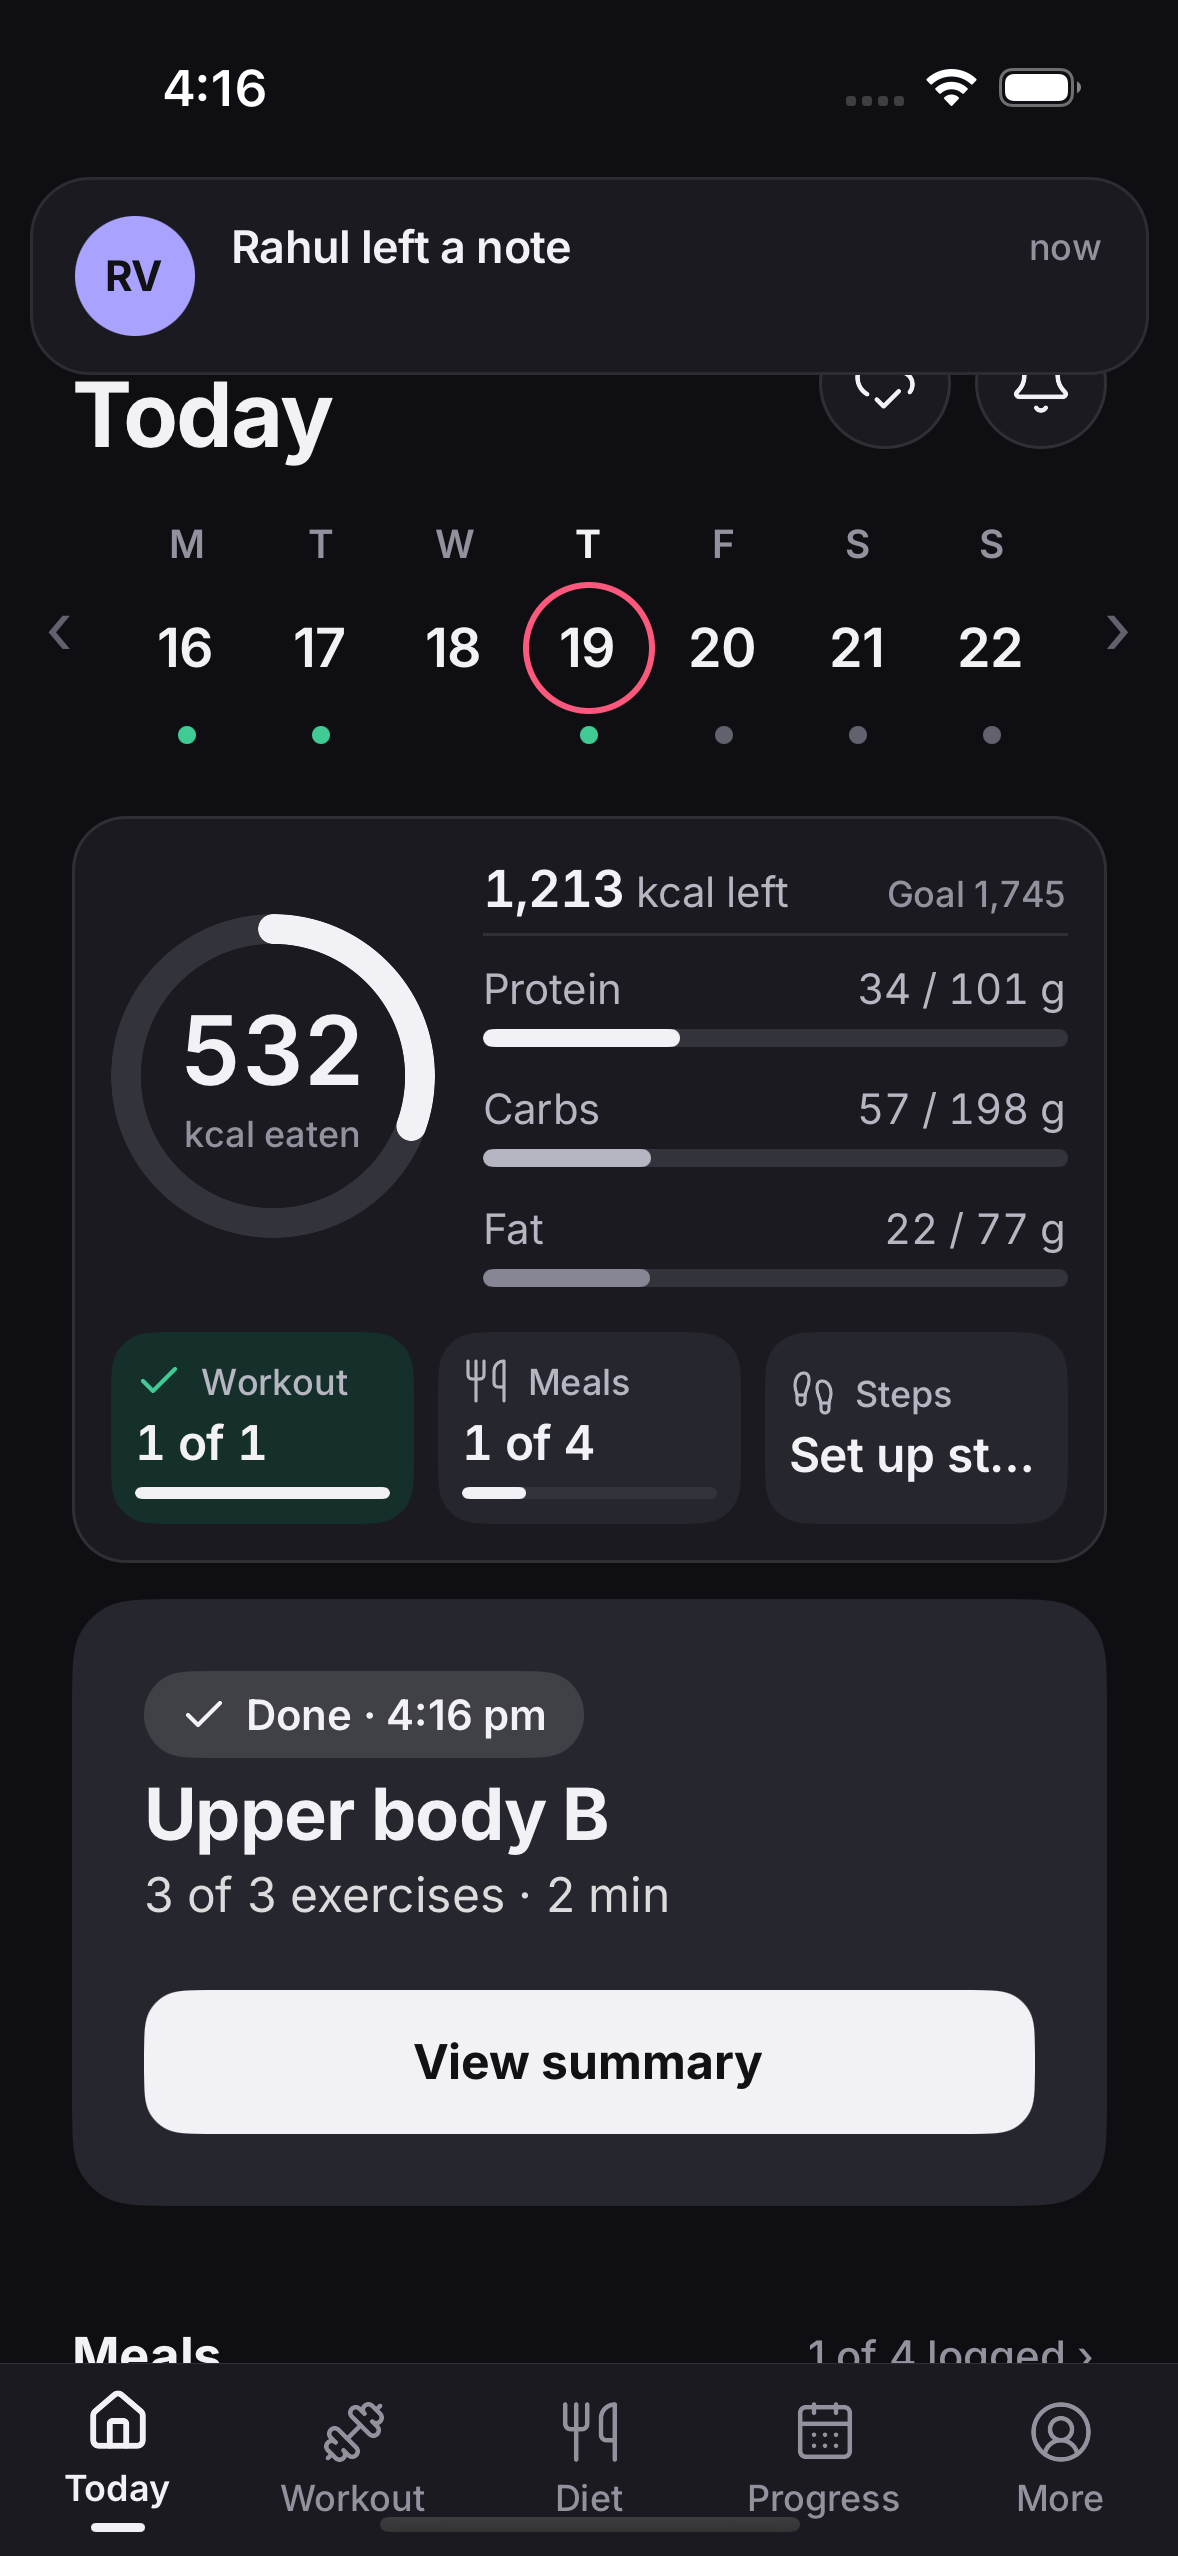 4:16
RV
Rahul left a note
now
Today
M T W T F S S
16 17 18 19 20 21 22
1,213 kcal left
Goal 1,745
532
kcal eaten
Protein 34 / 101 g
Carbs 57 / 198 g
Fat 22 / 77 g
Workout
1 of 1
Meals
1 of 4
Steps
Set up st...
Done · 4:16 pm
Upper body B
3 of 3 exercises · 2 min
View summary
Meals
1 of 4 logged ›
Today
Workout
Diet
Progress
More